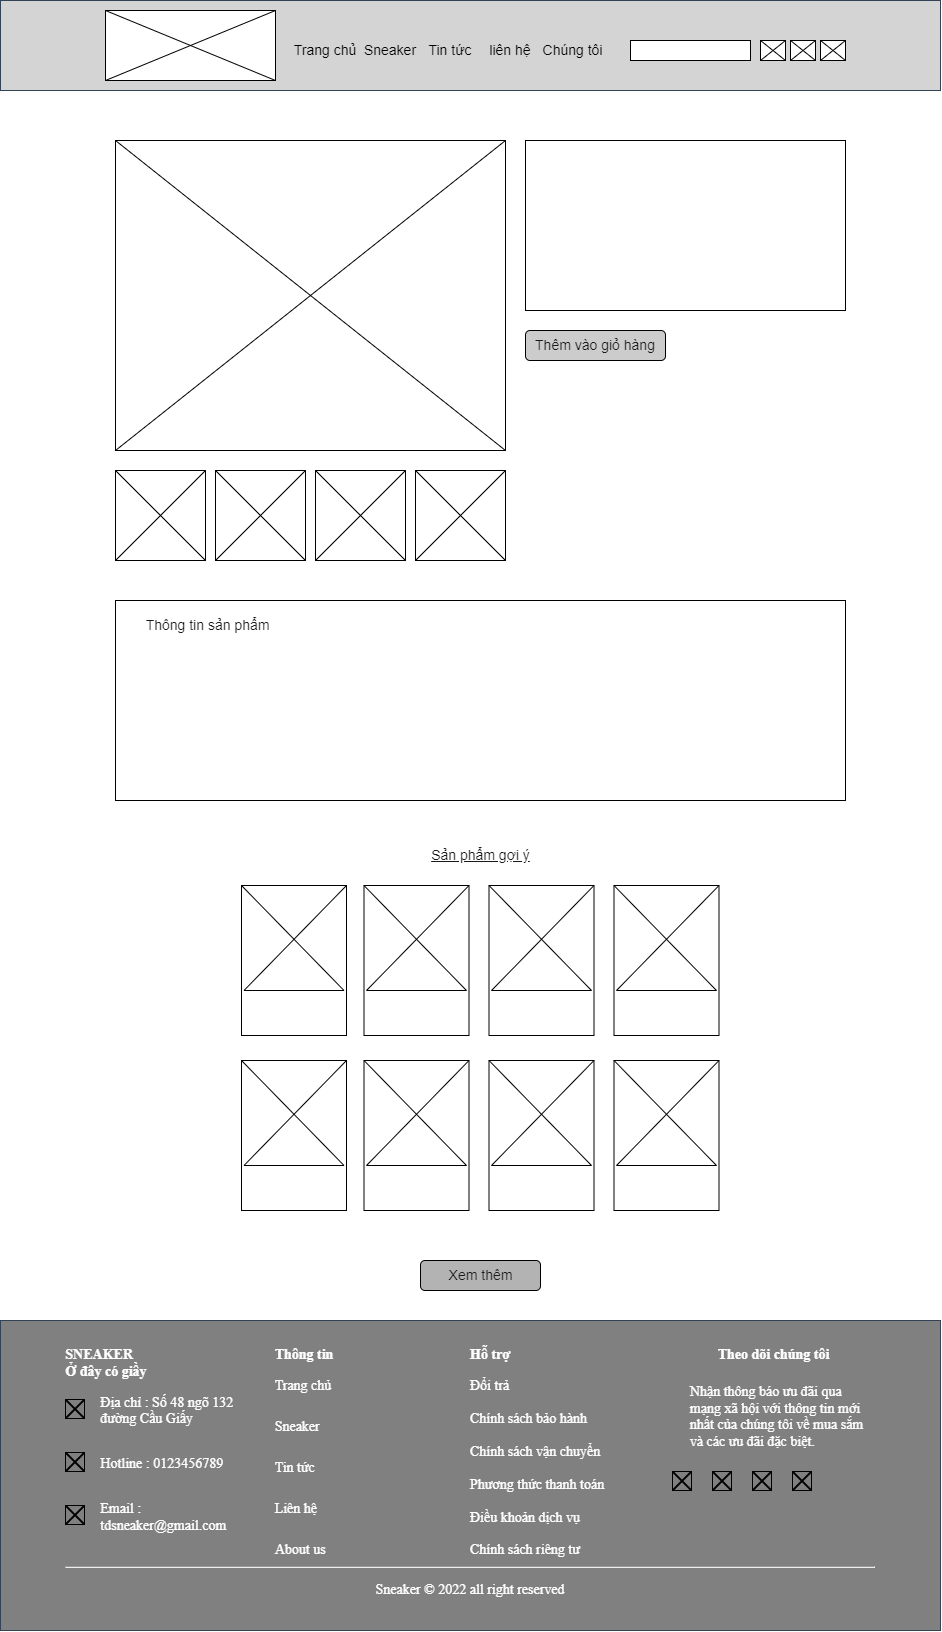 Trang chủ Sneaker Tin tức liên hệ Chúng tôi
Thêm vào giỏ hàng
Thông tin sản phẩm
Sản phẩm gợi ý
Xem thêm
SNEAKER
Ở đây có giầy
Địa chỉ : Số 48 ngõ 132
đường Cầu Giấy
Hotline : 0123456789
Email :
tdsneaker@gmail.com
Thông tin
Trang chủ
Sneaker
Tin tức
Liên hệ
About us
Hỗ trợ
Đổi trả
Chính sách bảo hành
Chính sách vận chuyển
Phương thức thanh toán
Điều khoản dịch vụ
Chính sách riêng tư
Theo dõi chúng tôi
Nhận thông báo ưu đãi qua
mạng xã hội với thông tin mới
nhất của chúng tôi về mua sắm
và các ưu đãi đặc biệt.
Sneaker © 2022 all right reserved